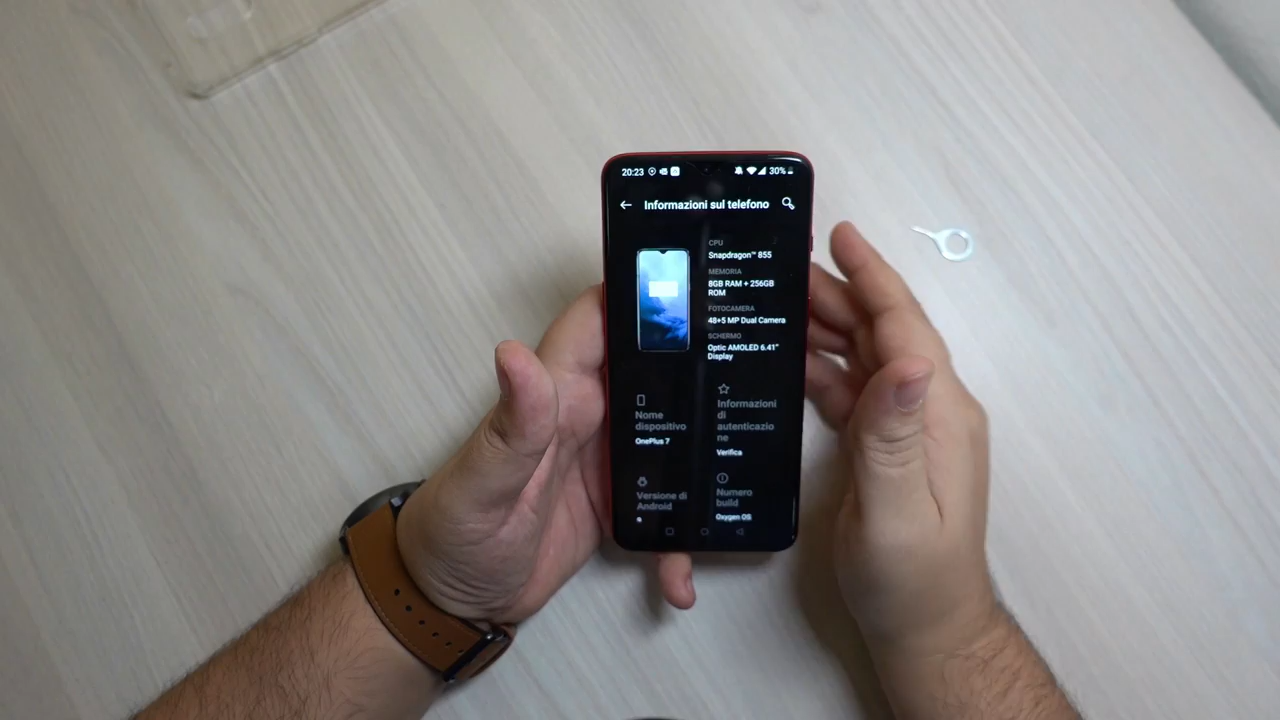 20:23 30%
Informazioni sul telefono
CPU
Snapdragon™ 855
MEMORIA
8GB RAM + 256GB
ROM
FOTOCAMERA
48+5 MP Dual Camera
SCHERMO
Optic AMOLED 6.41"
Display
Nome
dispositivo
OnePlus 7
Informazioni
di
autenticazio
ne
Verifica
Versione di
Android
9
Numero
build
Oxygen OS